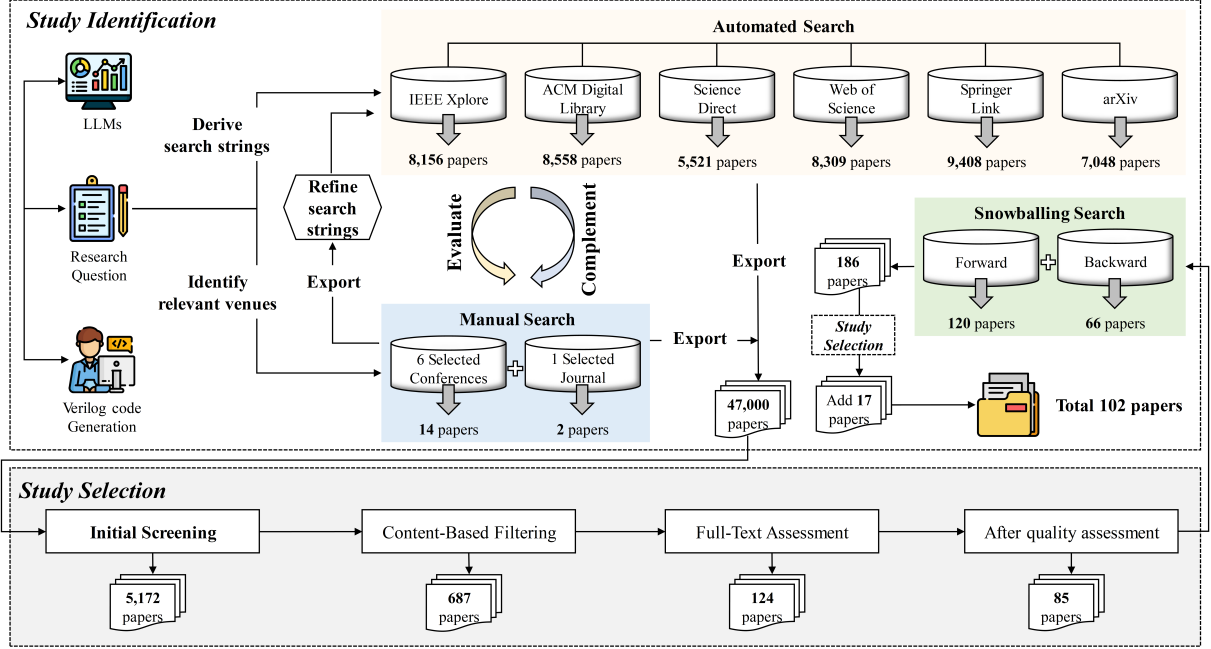 Study Identification
LLMs
Research
Question
Verilog code
Generation
Derive
search strings
Identify
relevant venues
Refine
search
strings
Export
Automated Search
IEEE Xplore
8,156 papers
ACM Digital
Library
8,558 papers
Science
Direct
5,521 papers
Web of
Science
8,309 papers
Springer
Link
9,408 papers
arXiv
7,048 papers
Evaluate
Complement
Manual Search
6 Selected
Conferences
14 papers
1 Selected
Journal
2 papers
Export
Export
47,000
papers
Snowballing Search
Forward
120 papers
Backward
66 papers
186
papers
Study
Selection
Add 17
papers
Total 102 papers
Study Selection
Initial Screening
5,172
papers
Content-Based Filtering
687
papers
Full-Text Assessment
124
papers
After quality assessment
85
papers